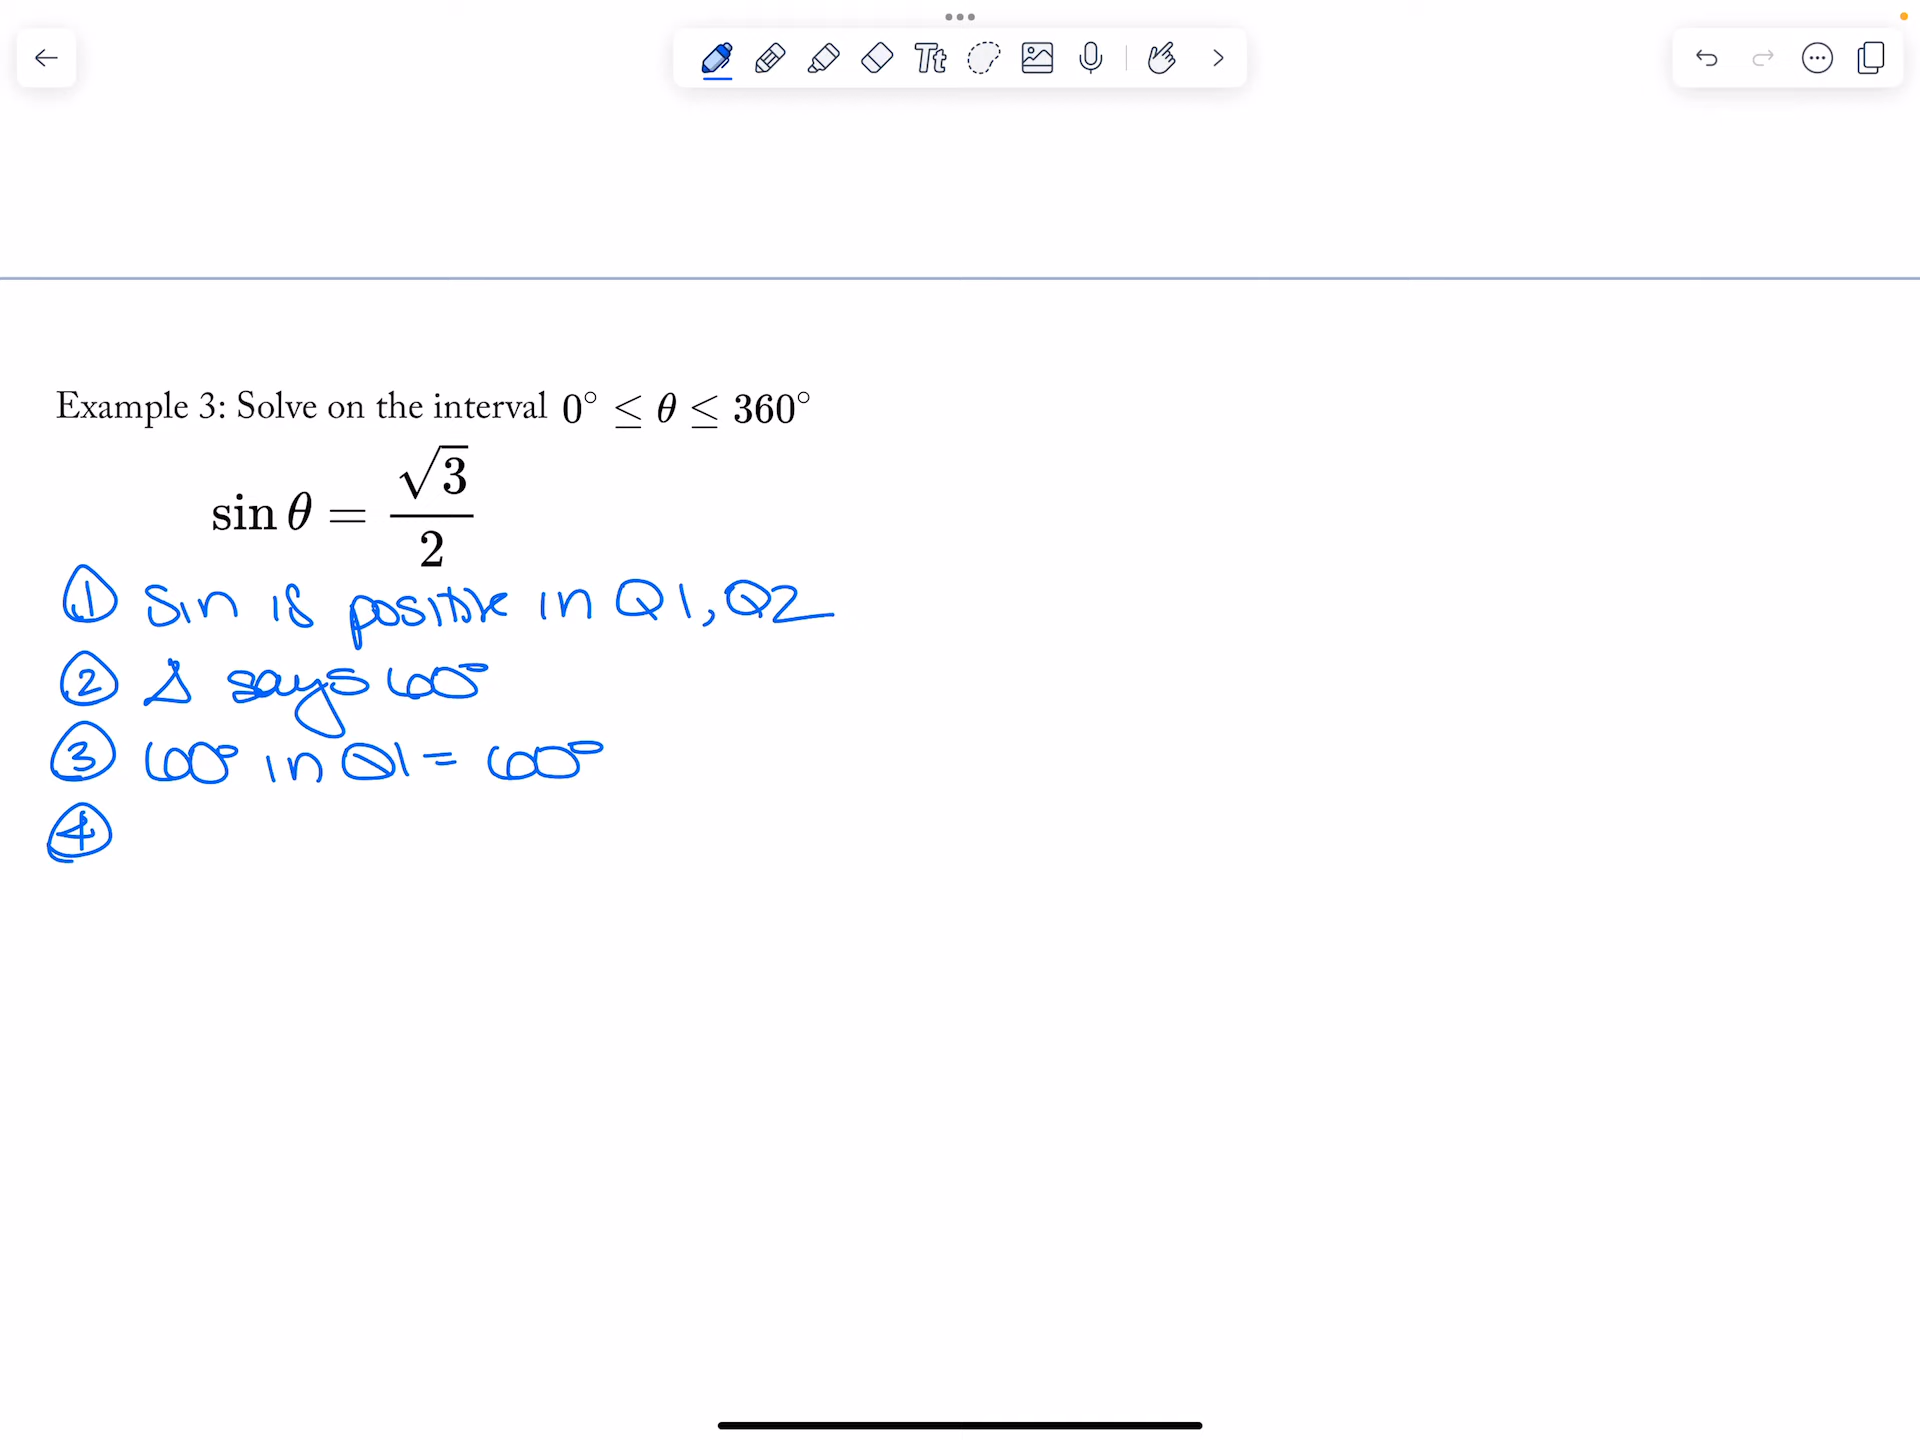 Tt
Example 3: Solve on the interval 0° ≤ θ ≤ 360°
sin θ = √3/2
① sin is positive in Q1, Q2
② Δ says 60°
③ 60° in Q1 = 60°
④